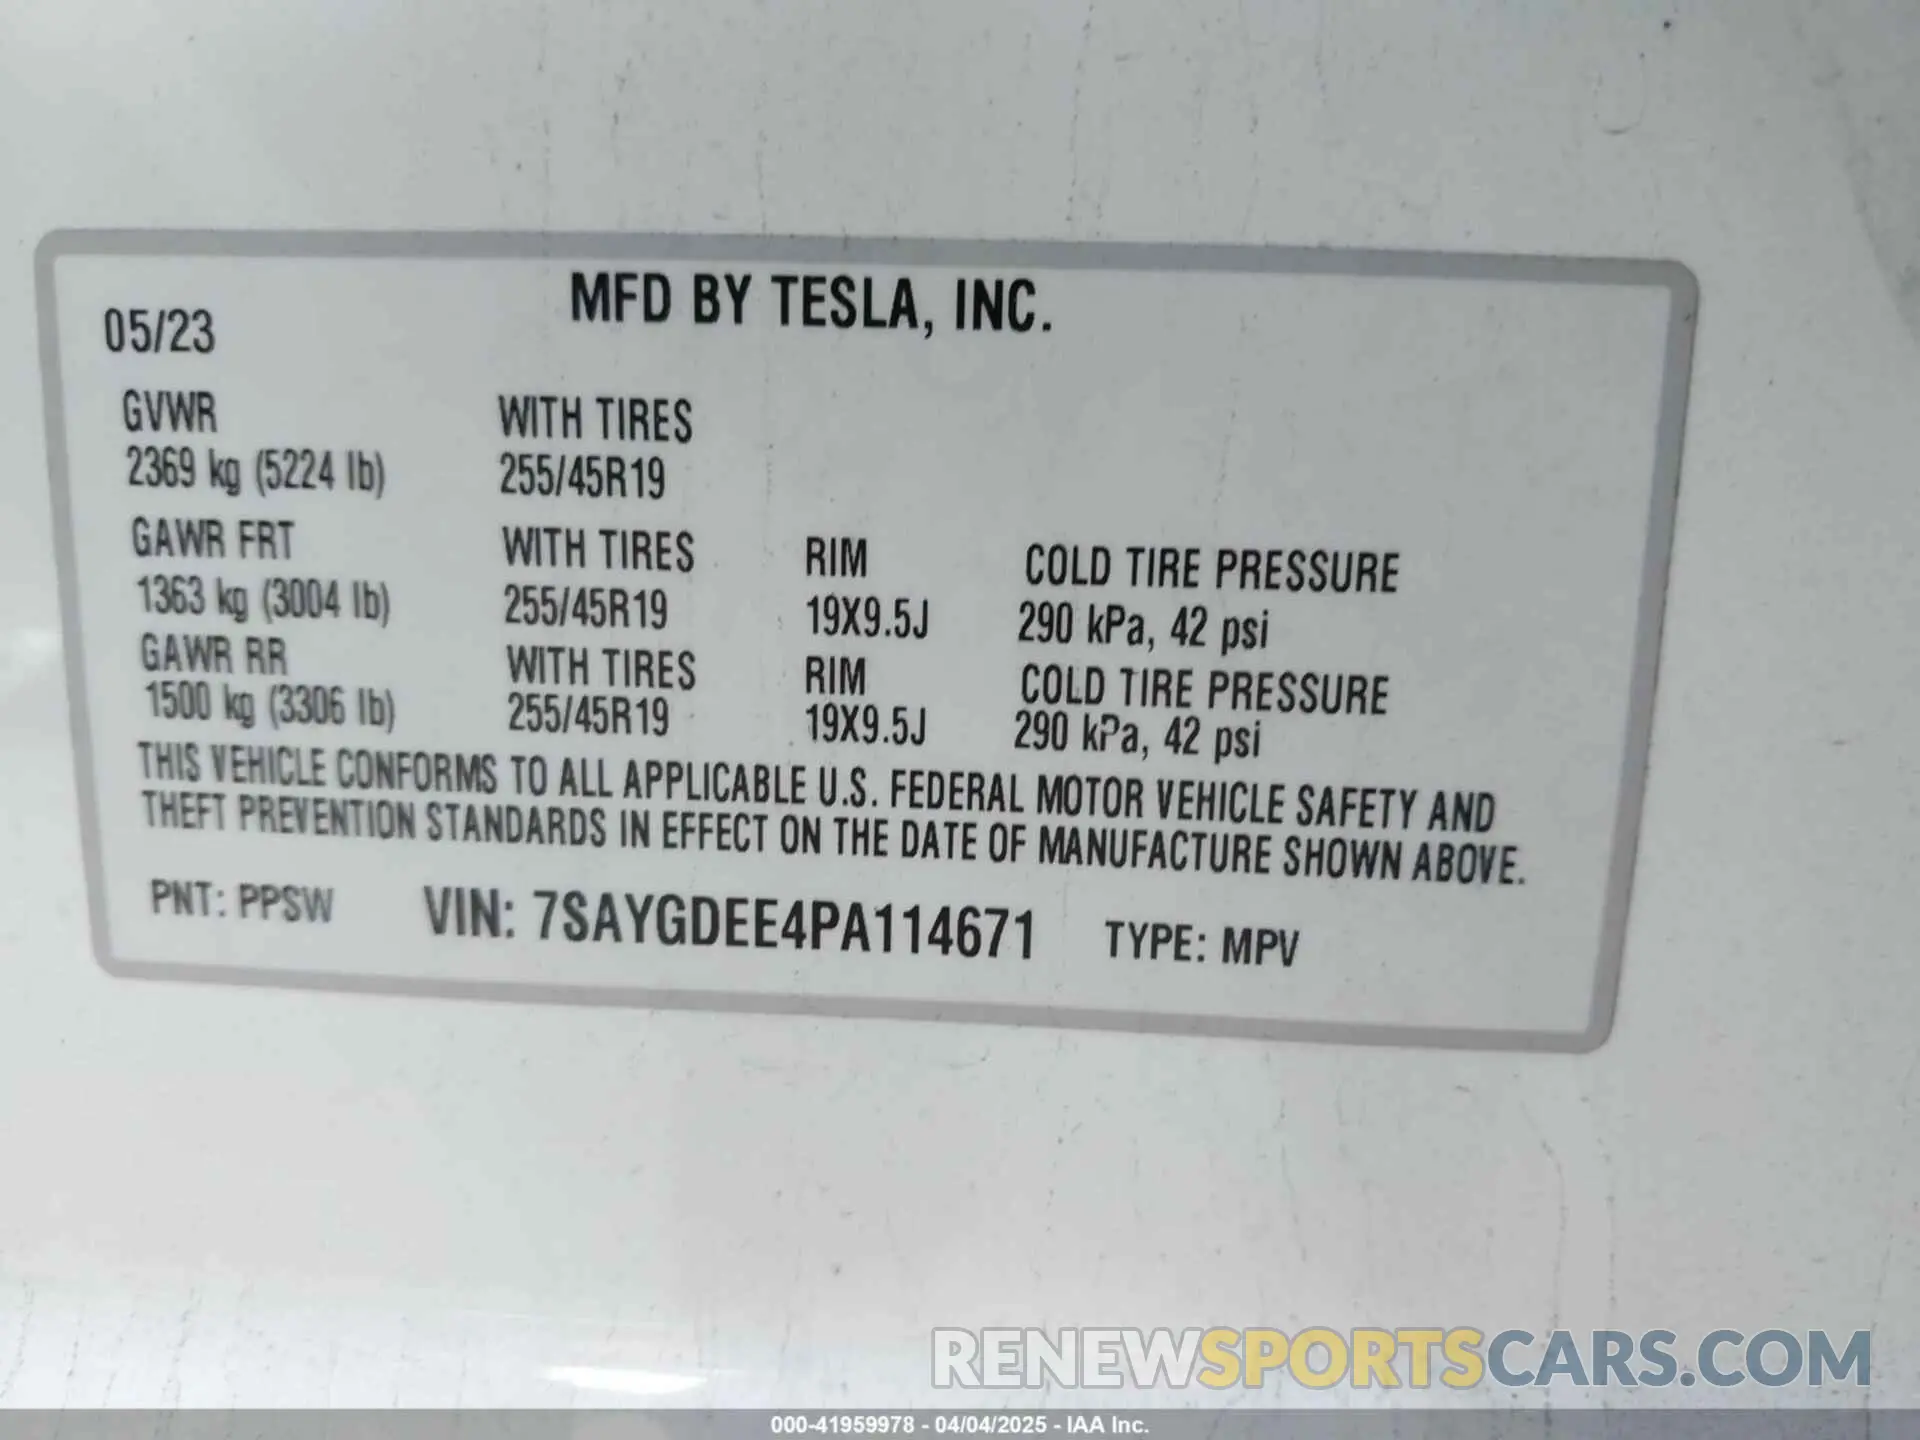 MFD BY TESLA, INC.
05/23
GVWR WITH TIRES
2369 kg (5224 lb) 255/45R19
GAWR FRT WITH TIRES RIM COLD TIRE PRESSURE
1363 kg (3004 lb) 255/45R19 19X9.5J 290 kPa, 42 psi
GAWR RR WITH TIRES RIM COLD TIRE PRESSURE
1500 kg (3306 lb) 255/45R19 19X9.5J 290 kPa, 42 psi
THIS VEHICLE CONFORMS TO ALL APPLICABLE U.S. FEDERAL MOTOR VEHICLE SAFETY AND
THEFT PREVENTION STANDARDS IN EFFECT ON THE DATE OF MANUFACTURE SHOWN ABOVE.
PNT: PPSW VIN: 7SAYGDEE4PA114671 TYPE: MPV
RENEWSPORTSCARS.COM
000-41959978 - 04/04/2025 - IAA Inc.